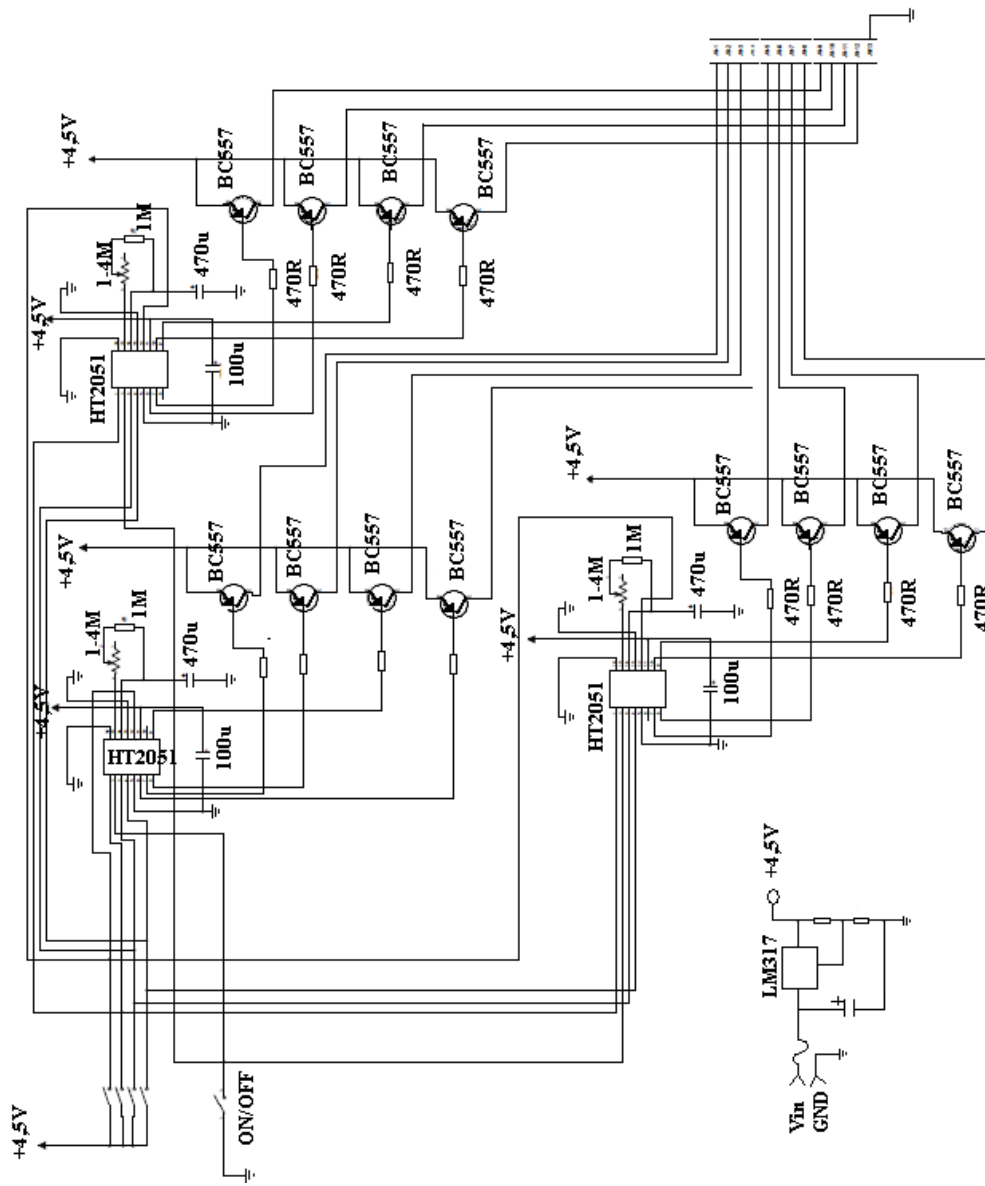 +4,5V
BC557
BC557
BC557
BC557
1M
1-4M
470u
470R
470R
470R
470R
+4,5V
HT2051
100u
+4,5V
BC557
BC557
BC557
BC557
1M
1-4M
470u
+4,5V
HT2051
100u
+4,5V
BC557
BC557
BC557
BC557
1M
1-4M
470u
470R
470R
470R
470R
+4,5V
HT2051
100u
+4,5V
LM317
Vin
GND
+4,5V
ON/OFF